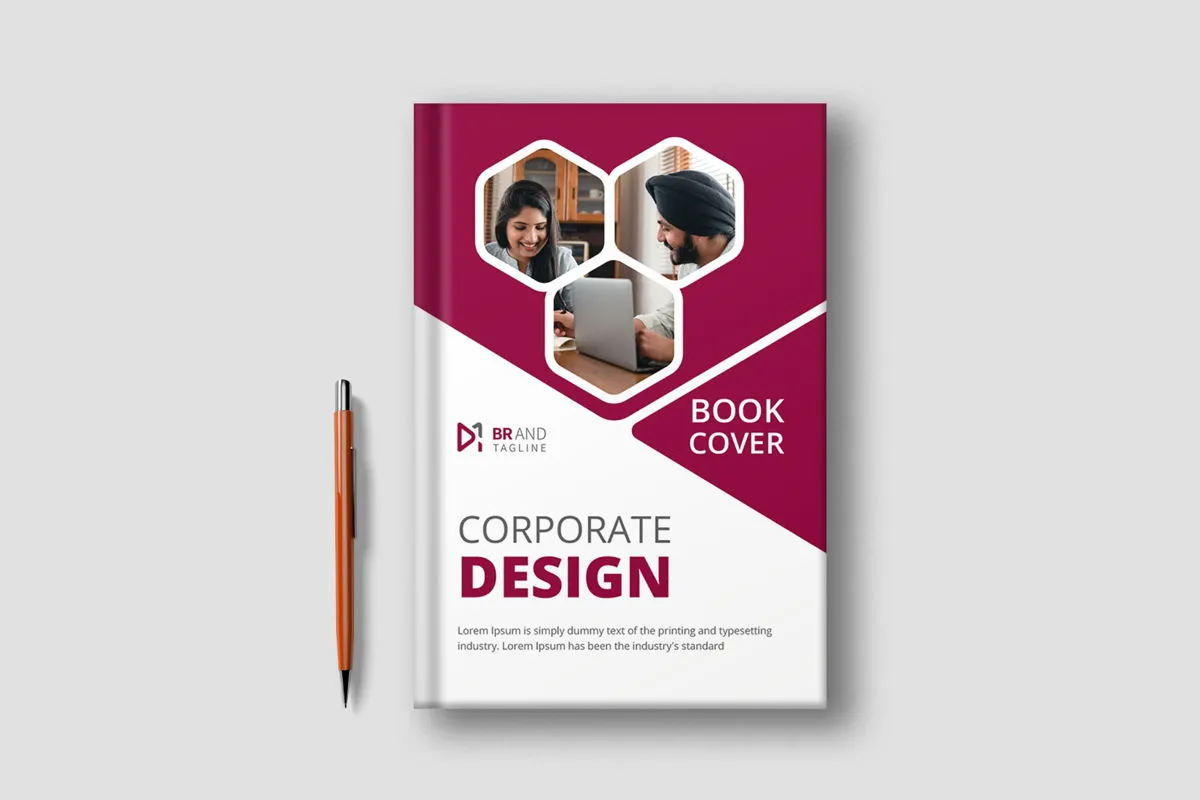 BOOK
COVER
BRAND
TAGLINE
CORPORATE
DESIGN
Lorem Ipsum is simply dummy text of the printing and typesetting
industry. Lorem Ipsum has been the industry's standard